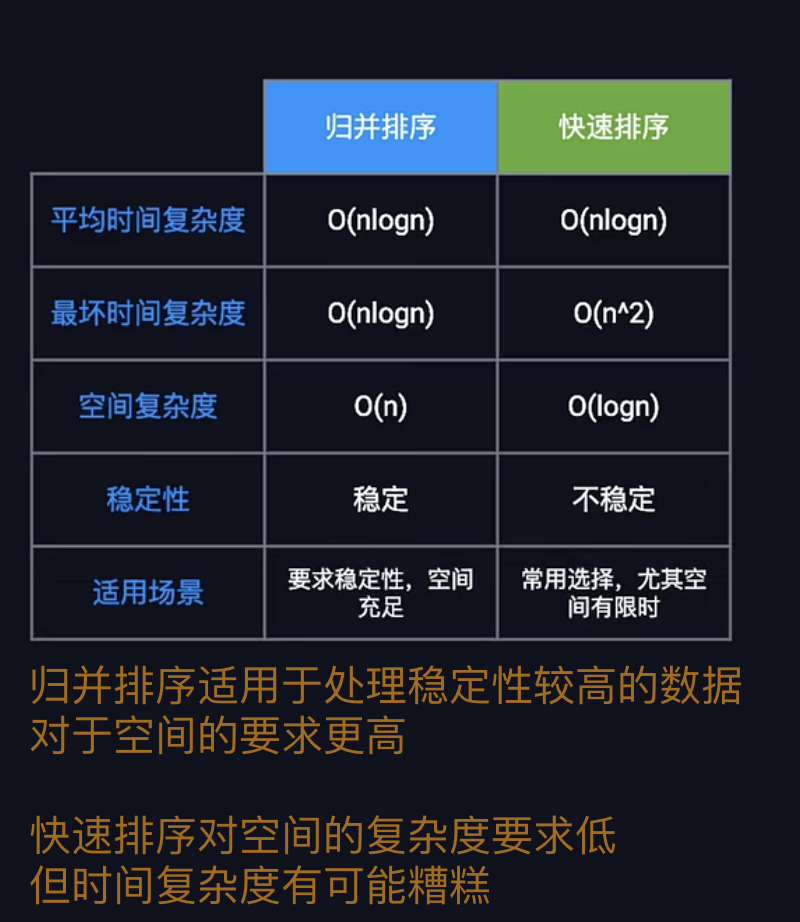 归并排序
快速排序
平均时间复杂度
O(nlogn)
O(nlogn)
最坏时间复杂度
O(nlogn)
O(n^2)
空间复杂度
O(n)
O(logn)
稳定性
稳定
不稳定
适用场景
要求稳定性，空间
充足
常用选择，尤其空
间有限时
归并排序适用于处理稳定性较高的数据
对于空间的要求更高
快速排序对空间的复杂度要求低
但时间复杂度有可能糟糕